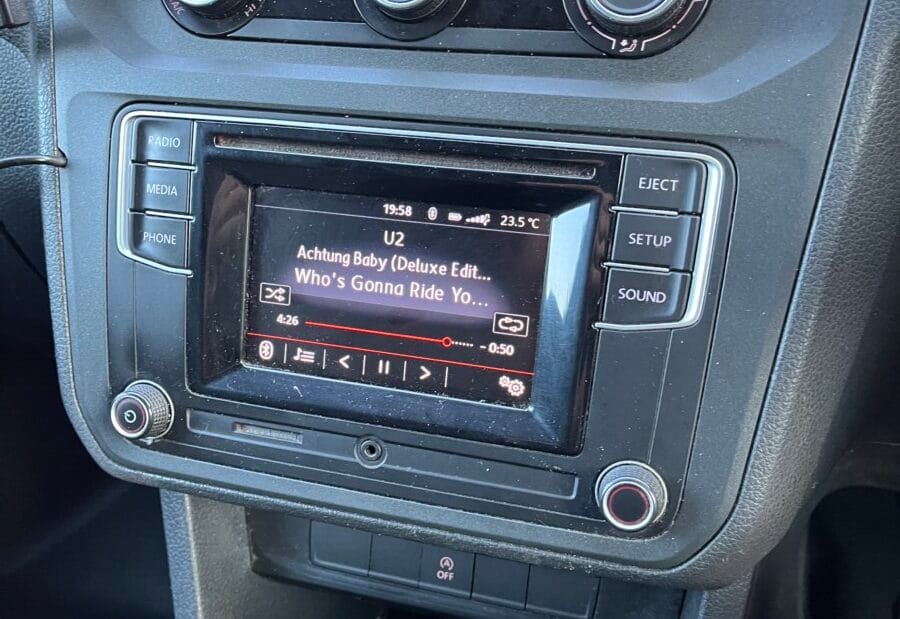 RADIO
MEDIA
PHONE
EJECT
SETUP
SOUND
19:58 23.5 °C
U2
Achtung Baby (Deluxe Edit...
Who's Gonna Ride Yo...
4:26 - 0:50
A OFF